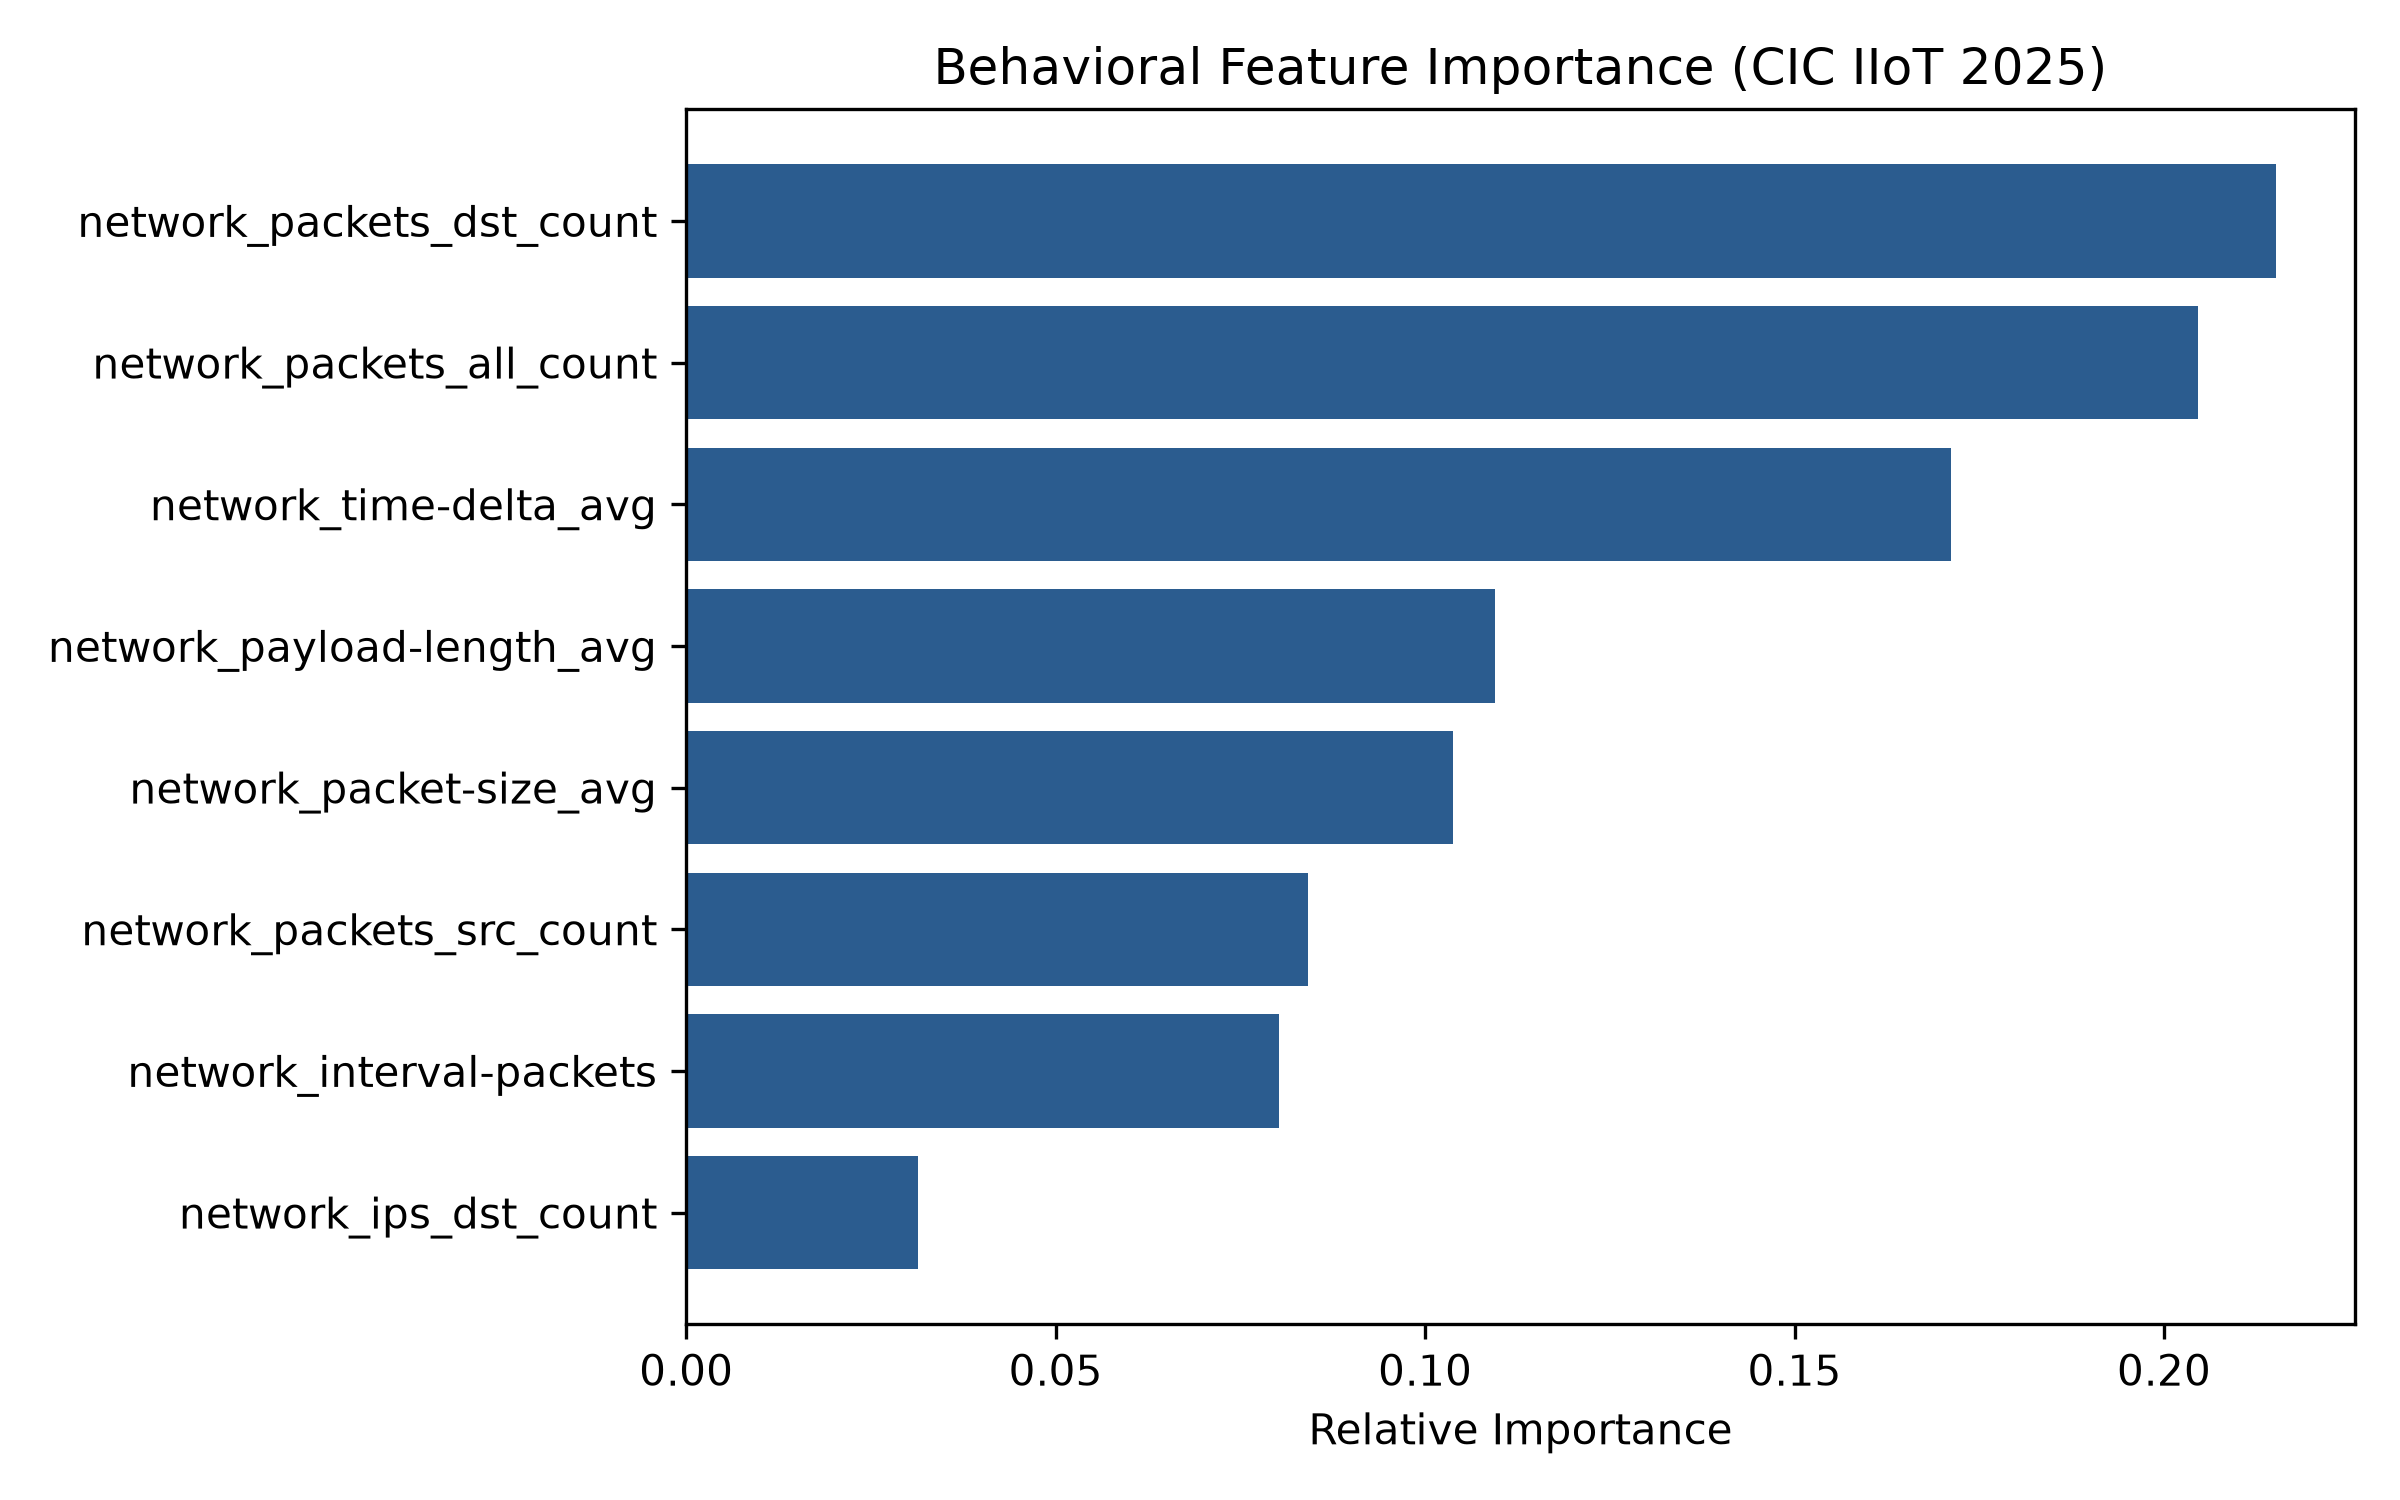 Behavioral Feature Importance (CIC IIoT 2025)
network_packets_dst_count
network_packets_all_count
network_time-delta_avg
network_payload-length_avg
network_packet-size_avg
network_packets_src_count
network_interval-packets
network_ips_dst_count
0.00 0.05 0.10 0.15 0.20
Relative Importance